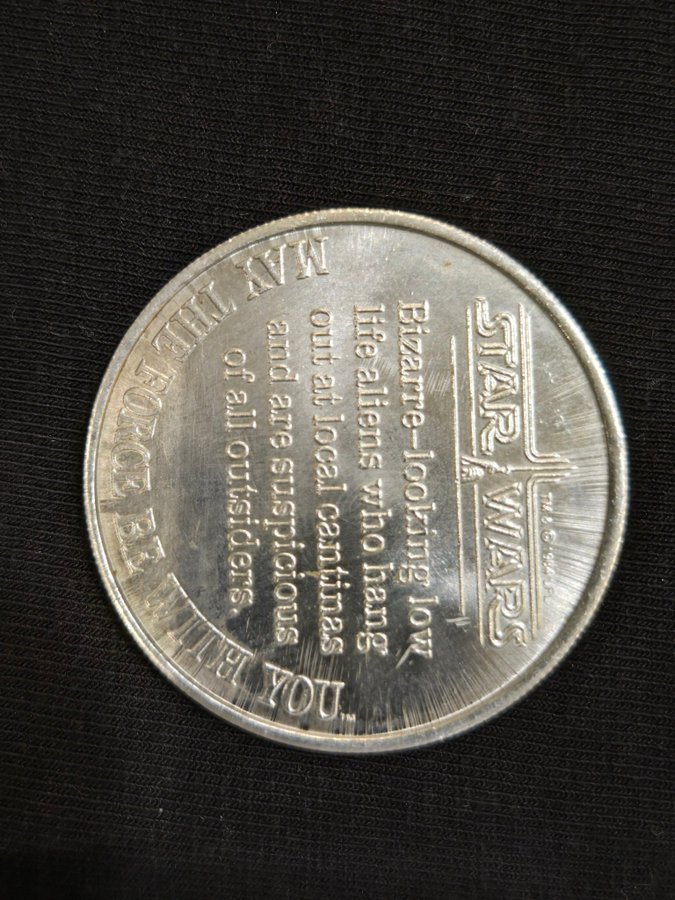 STAR WARS
Bizarre-looking low
life aliens who hang
out at local cantinas
and are suspicious
of all outsiders.
MAY THE FORCE BE WITH YOU™